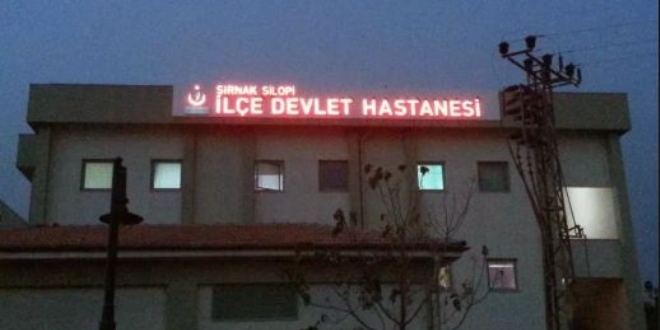 ŞIRNAK SİLOPİ
İLÇE DEVLET HASTANESİ